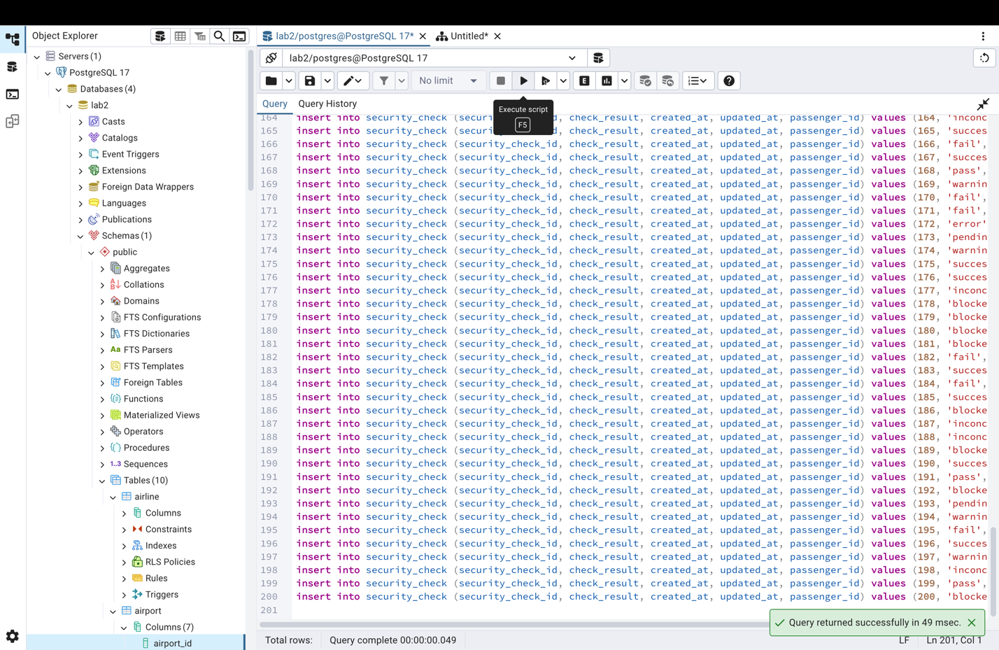 Object Explorer
lab2/postgres@PostgreSQL 17*
Untitled*
Servers (1)
PostgreSQL 17
Databases (4)
lab2
Casts
Catalogs
Event Triggers
Extensions
Foreign Data Wrappers
Languages
Publications
Schemas (1)
public
Aggregates
Collations
Domains
FTS Configurations
FTS Dictionaries
Aa FTS Parsers
FTS Templates
Foreign Tables
Functions
Materialized Views
Operators
Procedures
1..3 Sequences
Tables (10)
airline
Columns
Constraints
Indexes
RLS Policies
Rules
Triggers
airport
Columns (7)
airport_id
lab2/postgres@PostgreSQL 17
No limit
E
Query
Query History
Execute script
F5
164 insert into security_check (securi d, check_result, created_at, updated_at, passenger_id) values (164, 'inconc
165 insert into security_check (securi d, check_result, created_at, updated_at, passenger_id) values (165, 'succes
166 insert into security_check (security_check_id, check_result, created_at, updated_at, passenger_id) values (166, 'fail',
167 insert into security_check (security_check_id, check_result, created_at, updated_at, passenger_id) values (167, 'succes
168 insert into security_check (security_check_id, check_result, created_at, updated_at, passenger_id) values (168, 'pass',
169 insert into security_check (security_check_id, check_result, created_at, updated_at, passenger_id) values (169, 'warnin
170 insert into security_check (security_check_id, check_result, created_at, updated_at, passenger_id) values (170, 'fail',
171 insert into security_check (security_check_id, check_result, created_at, updated_at, passenger_id) values (171, 'fail',
172 insert into security_check (security_check_id, check_result, created_at, updated_at, passenger_id) values (172, 'error'
173 insert into security_check (security_check_id, check_result, created_at, updated_at, passenger_id) values (173, 'pendin
174 insert into security_check (security_check_id, check_result, created_at, updated_at, passenger_id) values (174, 'warnin
175 insert into security_check (security_check_id, check_result, created_at, updated_at, passenger_id) values (175, 'succes
176 insert into security_check (security_check_id, check_result, created_at, updated_at, passenger_id) values (176, 'succes
177 insert into security_check (security_check_id, check_result, created_at, updated_at, passenger_id) values (177, 'inconc
178 insert into security_check (security_check_id, check_result, created_at, updated_at, passenger_id) values (178, 'blocke
179 insert into security_check (security_check_id, check_result, created_at, updated_at, passenger_id) values (179, 'blocke
180 insert into security_check (security_check_id, check_result, created_at, updated_at, passenger_id) values (180, 'blocke
181 insert into security_check (security_check_id, check_result, created_at, updated_at, passenger_id) values (181, 'blocke
182 insert into security_check (security_check_id, check_result, created_at, updated_at, passenger_id) values (182, 'fail',
183 insert into security_check (security_check_id, check_result, created_at, updated_at, passenger_id) values (183, 'succes
184 insert into security_check (security_check_id, check_result, created_at, updated_at, passenger_id) values (184, 'fail',
185 insert into security_check (security_check_id, check_result, created_at, updated_at, passenger_id) values (185, 'succes
186 insert into security_check (security_check_id, check_result, created_at, updated_at, passenger_id) values (186, 'blocke
187 insert into security_check (security_check_id, check_result, created_at, updated_at, passenger_id) values (187, 'inconc
188 insert into security_check (security_check_id, check_result, created_at, updated_at, passenger_id) values (188, 'inconc
189 insert into security_check (security_check_id, check_result, created_at, updated_at, passenger_id) values (189, 'blocke
190 insert into security_check (security_check_id, check_result, created_at, updated_at, passenger_id) values (190, 'succes
191 insert into security_check (security_check_id, check_result, created_at, updated_at, passenger_id) values (191, 'pass',
192 insert into security_check (security_check_id, check_result, created_at, updated_at, passenger_id) values (192, 'blocke
193 insert into security_check (security_check_id, check_result, created_at, updated_at, passenger_id) values (193, 'pendin
194 insert into security_check (security_check_id, check_result, created_at, updated_at, passenger_id) values (194, 'warnin
195 insert into security_check (security_check_id, check_result, created_at, updated_at, passenger_id) values (195, 'fail',
196 insert into security_check (security_check_id, check_result, created_at, updated_at, passenger_id) values (196, 'succes
197 insert into security_check (security_check_id, check_result, created_at, updated_at, passenger_id) values (197, 'warnin
198 insert into security_check (security_check_id, check_result, created_at, updated_at, passenger_id) values (198, 'inconc
199 insert into security_check (security_check_id, check_result, created_at, updated_at, passenger_id) values (199, 'pass',
200 insert into security_check (security_check_id, check_result, created_at, updated_at, passenger_id) values (200, 'blocke
201
Query returned successfully in 49 msec.
Total rows:
Query complete 00:00:00.049
LF
Ln 201, Col 1